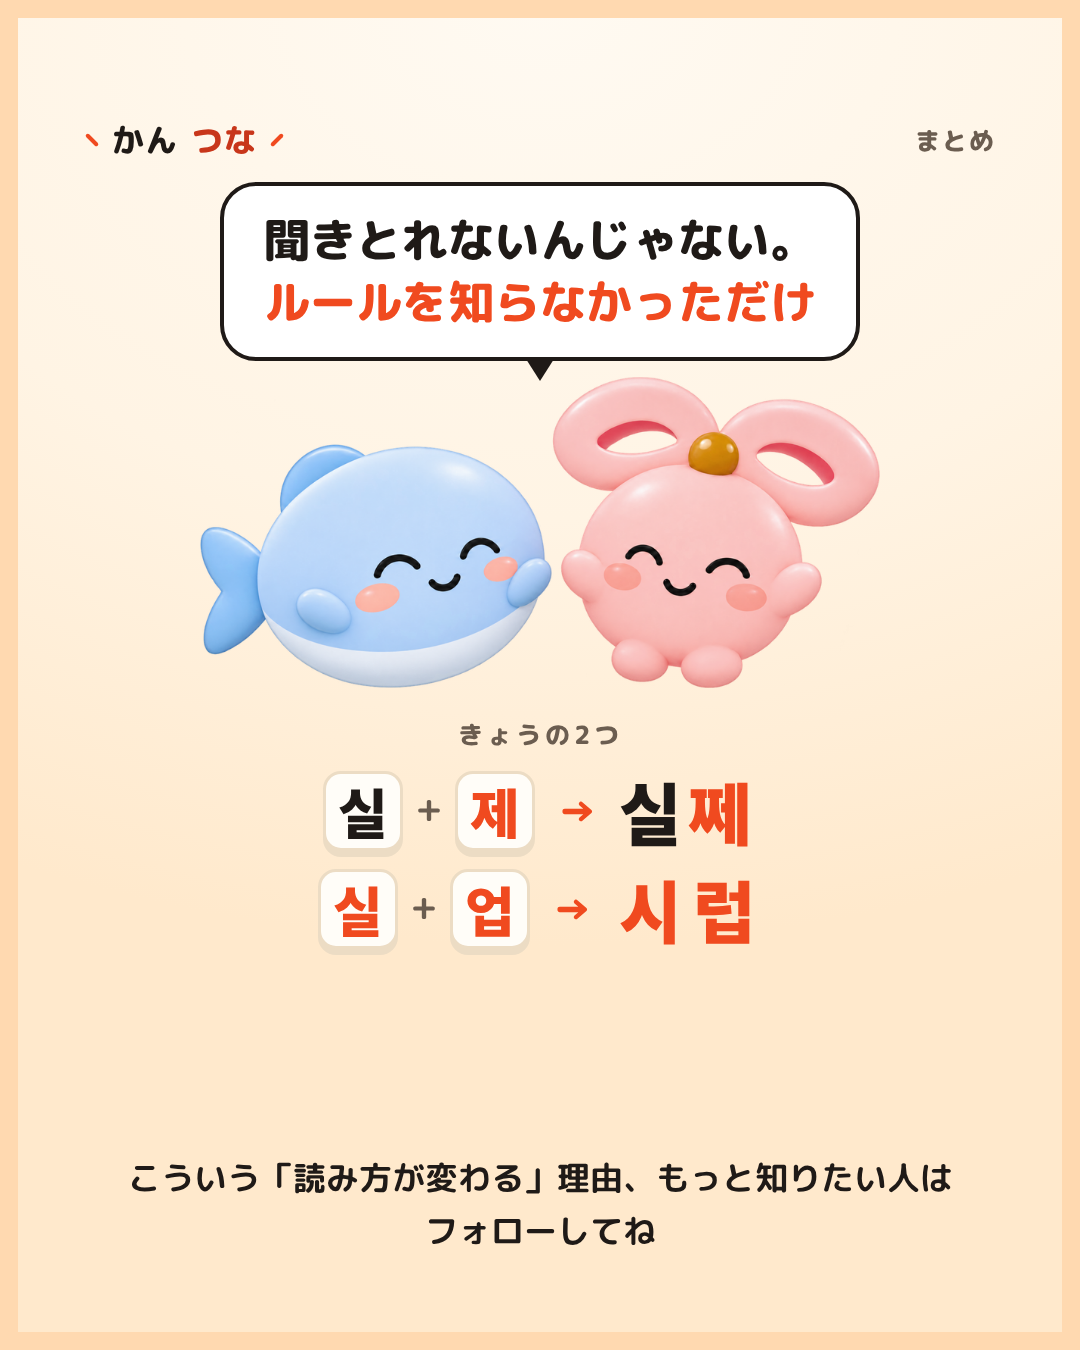 かん つな
まとめ
聞きとれないんじゃない。
ルールを知らなかっただけ
きょうの2つ
실 + 제 → 실쩨
실 + 업 → 시럽
こういう「読み方が変わる」理由、もっと知りたい人は
フォローしてね